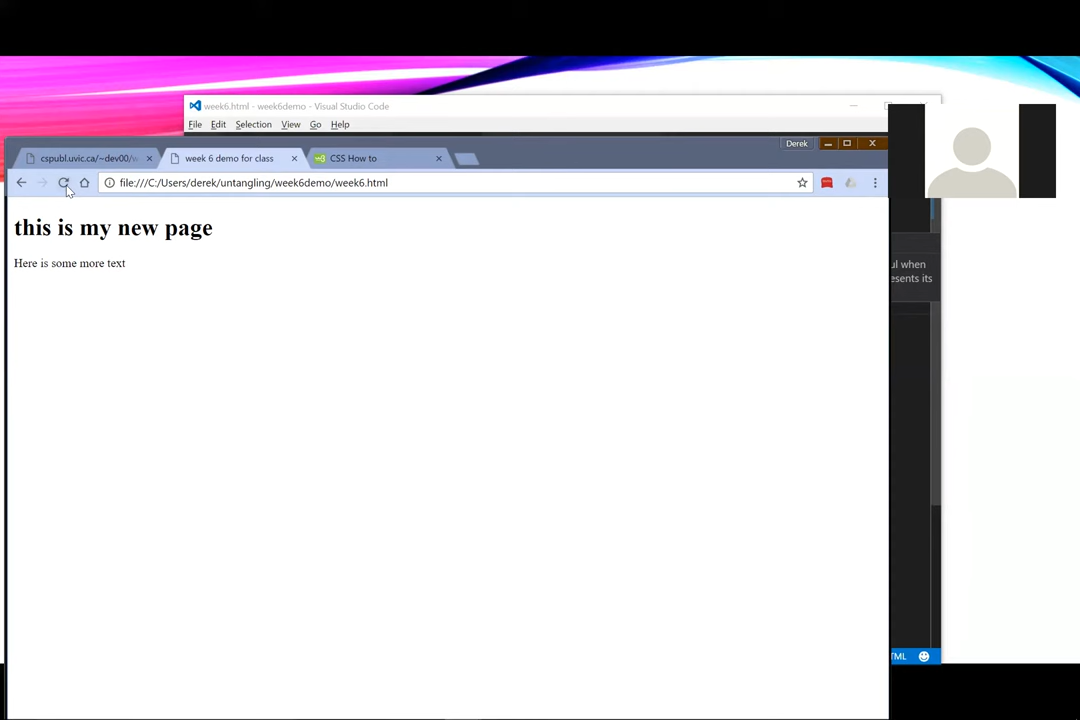 week6.html - week6demo - Visual Studio Code
File Edit Selection View Go Help
cspubl.uvic.ca/~dev00/w
week 6 demo for class
CSS How to
Derek
file:///C:/Users/derek/untangling/week6demo/week6.html
this is my new page
Here is some more text
ul when
esents its
TML